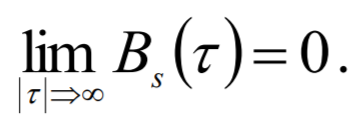 lim B_s(τ) = 0.
|τ|⇒∞